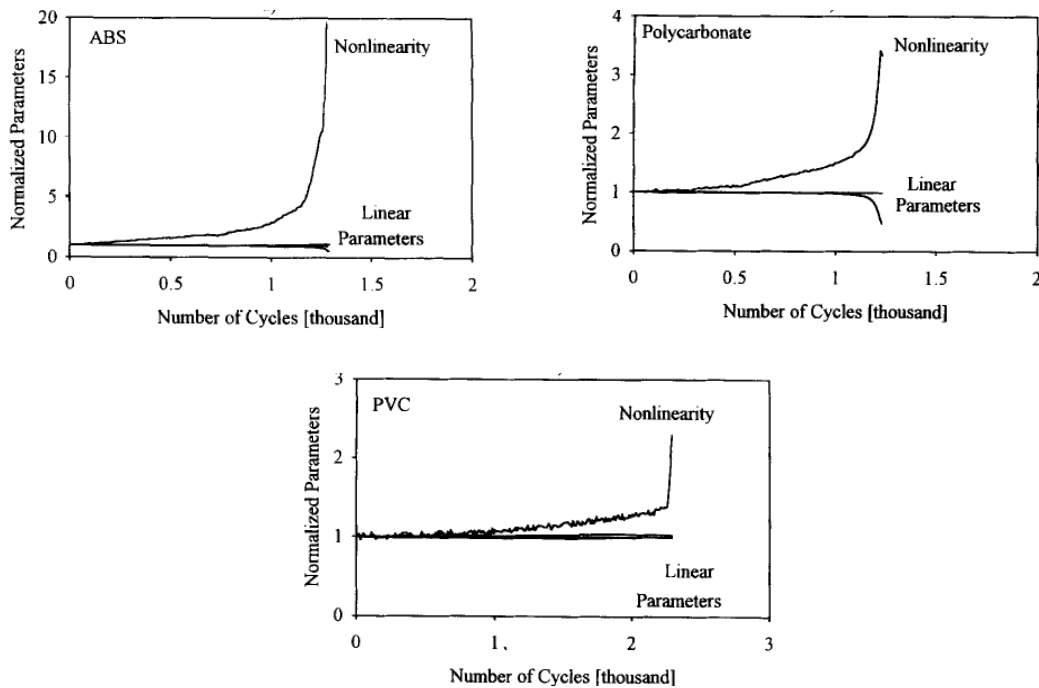 ABS
Nonlinearity
Linear
Parameters
Normalized Parameters
20
15
10
5
0
0 0.5 1 1.5 2
Number of Cycles [thousand]
Polycarbonate
Nonlinearity
Linear
Parameters
Normalized Parameters
4
3
2
1
0
0 0.5 1 1.5 2
Number of Cycles [thousand]
PVC
Nonlinearity
Linear
Parameters
Normalized Parameters
3
2
1
0
0 1 2 3
Number of Cycles [thousand]